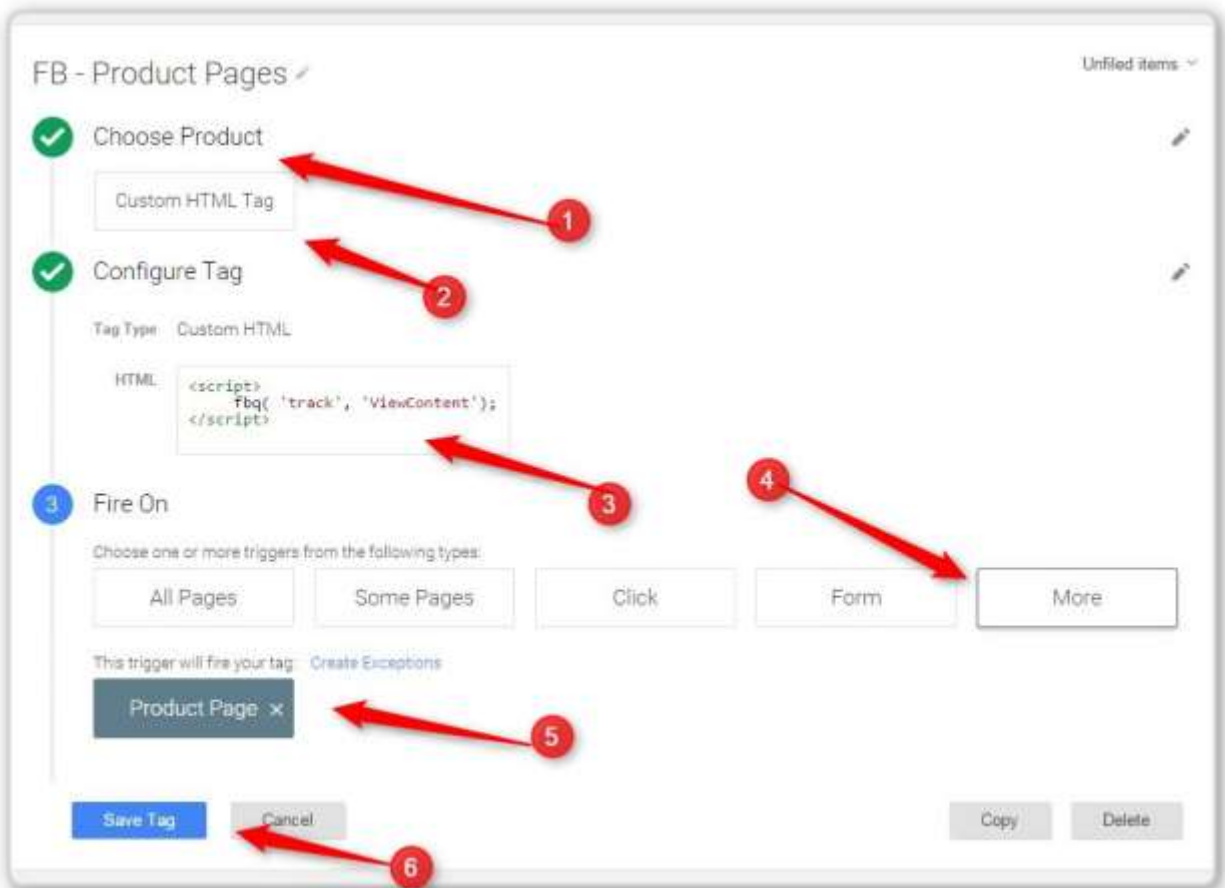 FB - Product Pages
Unfiled items
Choose Product
Custom HTML Tag
1
2
Configure Tag
Tag Type Custom HTML
HTML
<script>
fbq( 'track', 'ViewContent');
</script>
3
4
3 Fire On
Choose one or more triggers from the following types:
All Pages Some Pages Click Form More
This trigger will fire your tag: Create Exceptions
Product Page ×
5
Save Tag Cancel Copy Delete
6